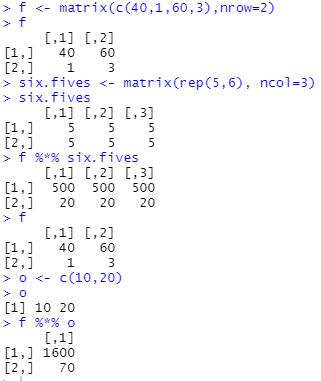 > f <- matrix(c(40,1,60,3),nrow=2)
> f
     [,1] [,2]
[1,]   40   60
[2,]    1    3
> six.fives <- matrix(rep(5,6), ncol=3)
> six.fives
     [,1] [,2] [,3]
[1,]    5    5    5
[2,]    5    5    5
> f %*% six.fives
     [,1] [,2] [,3]
[1,]  500  500  500
[2,]   20   20   20
> f
     [,1] [,2]
[1,]   40   60
[2,]    1    3
> o <- c(10,20)
> o
[1] 10 20
> f %*% o
     [,1]
[1,] 1600
[2,]   70